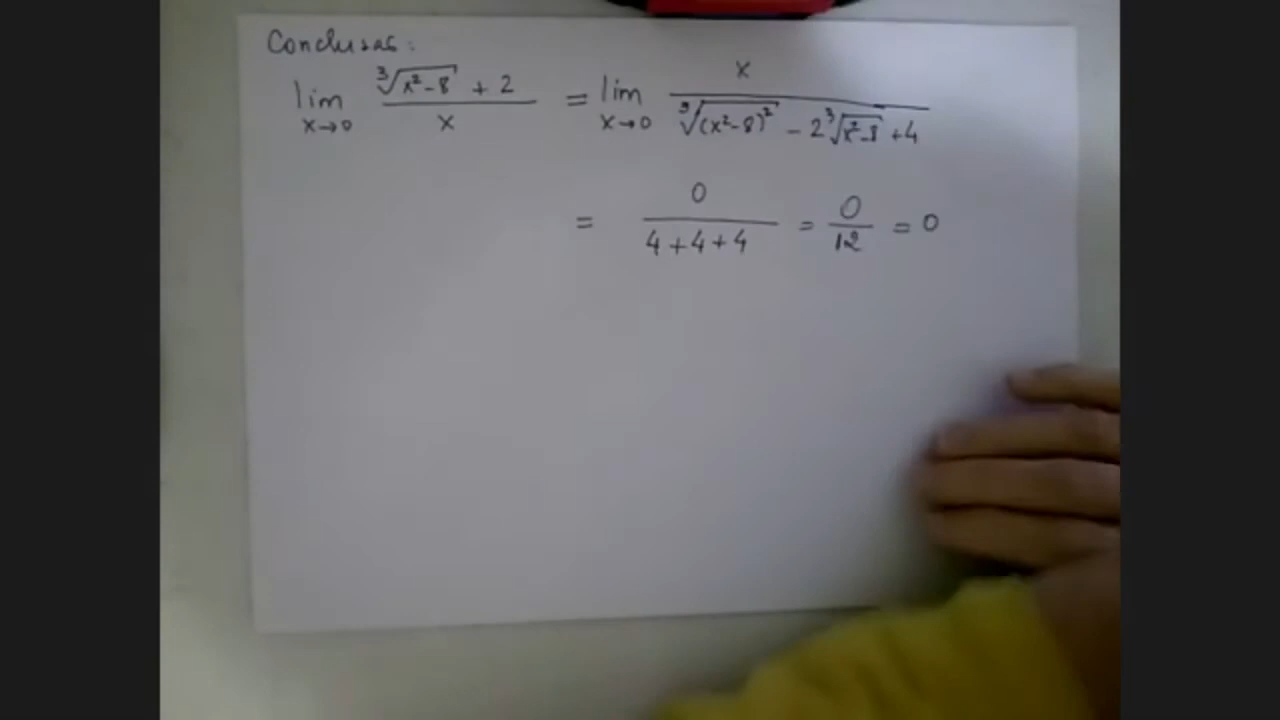 Conclusao:
lim x→0 (∛(x²-8) + 2)/x = lim x→0 x/(∛(x²-8)² - 2∛(x²-8) + 4)
= 0/(4+4+4) = 0/12 = 0